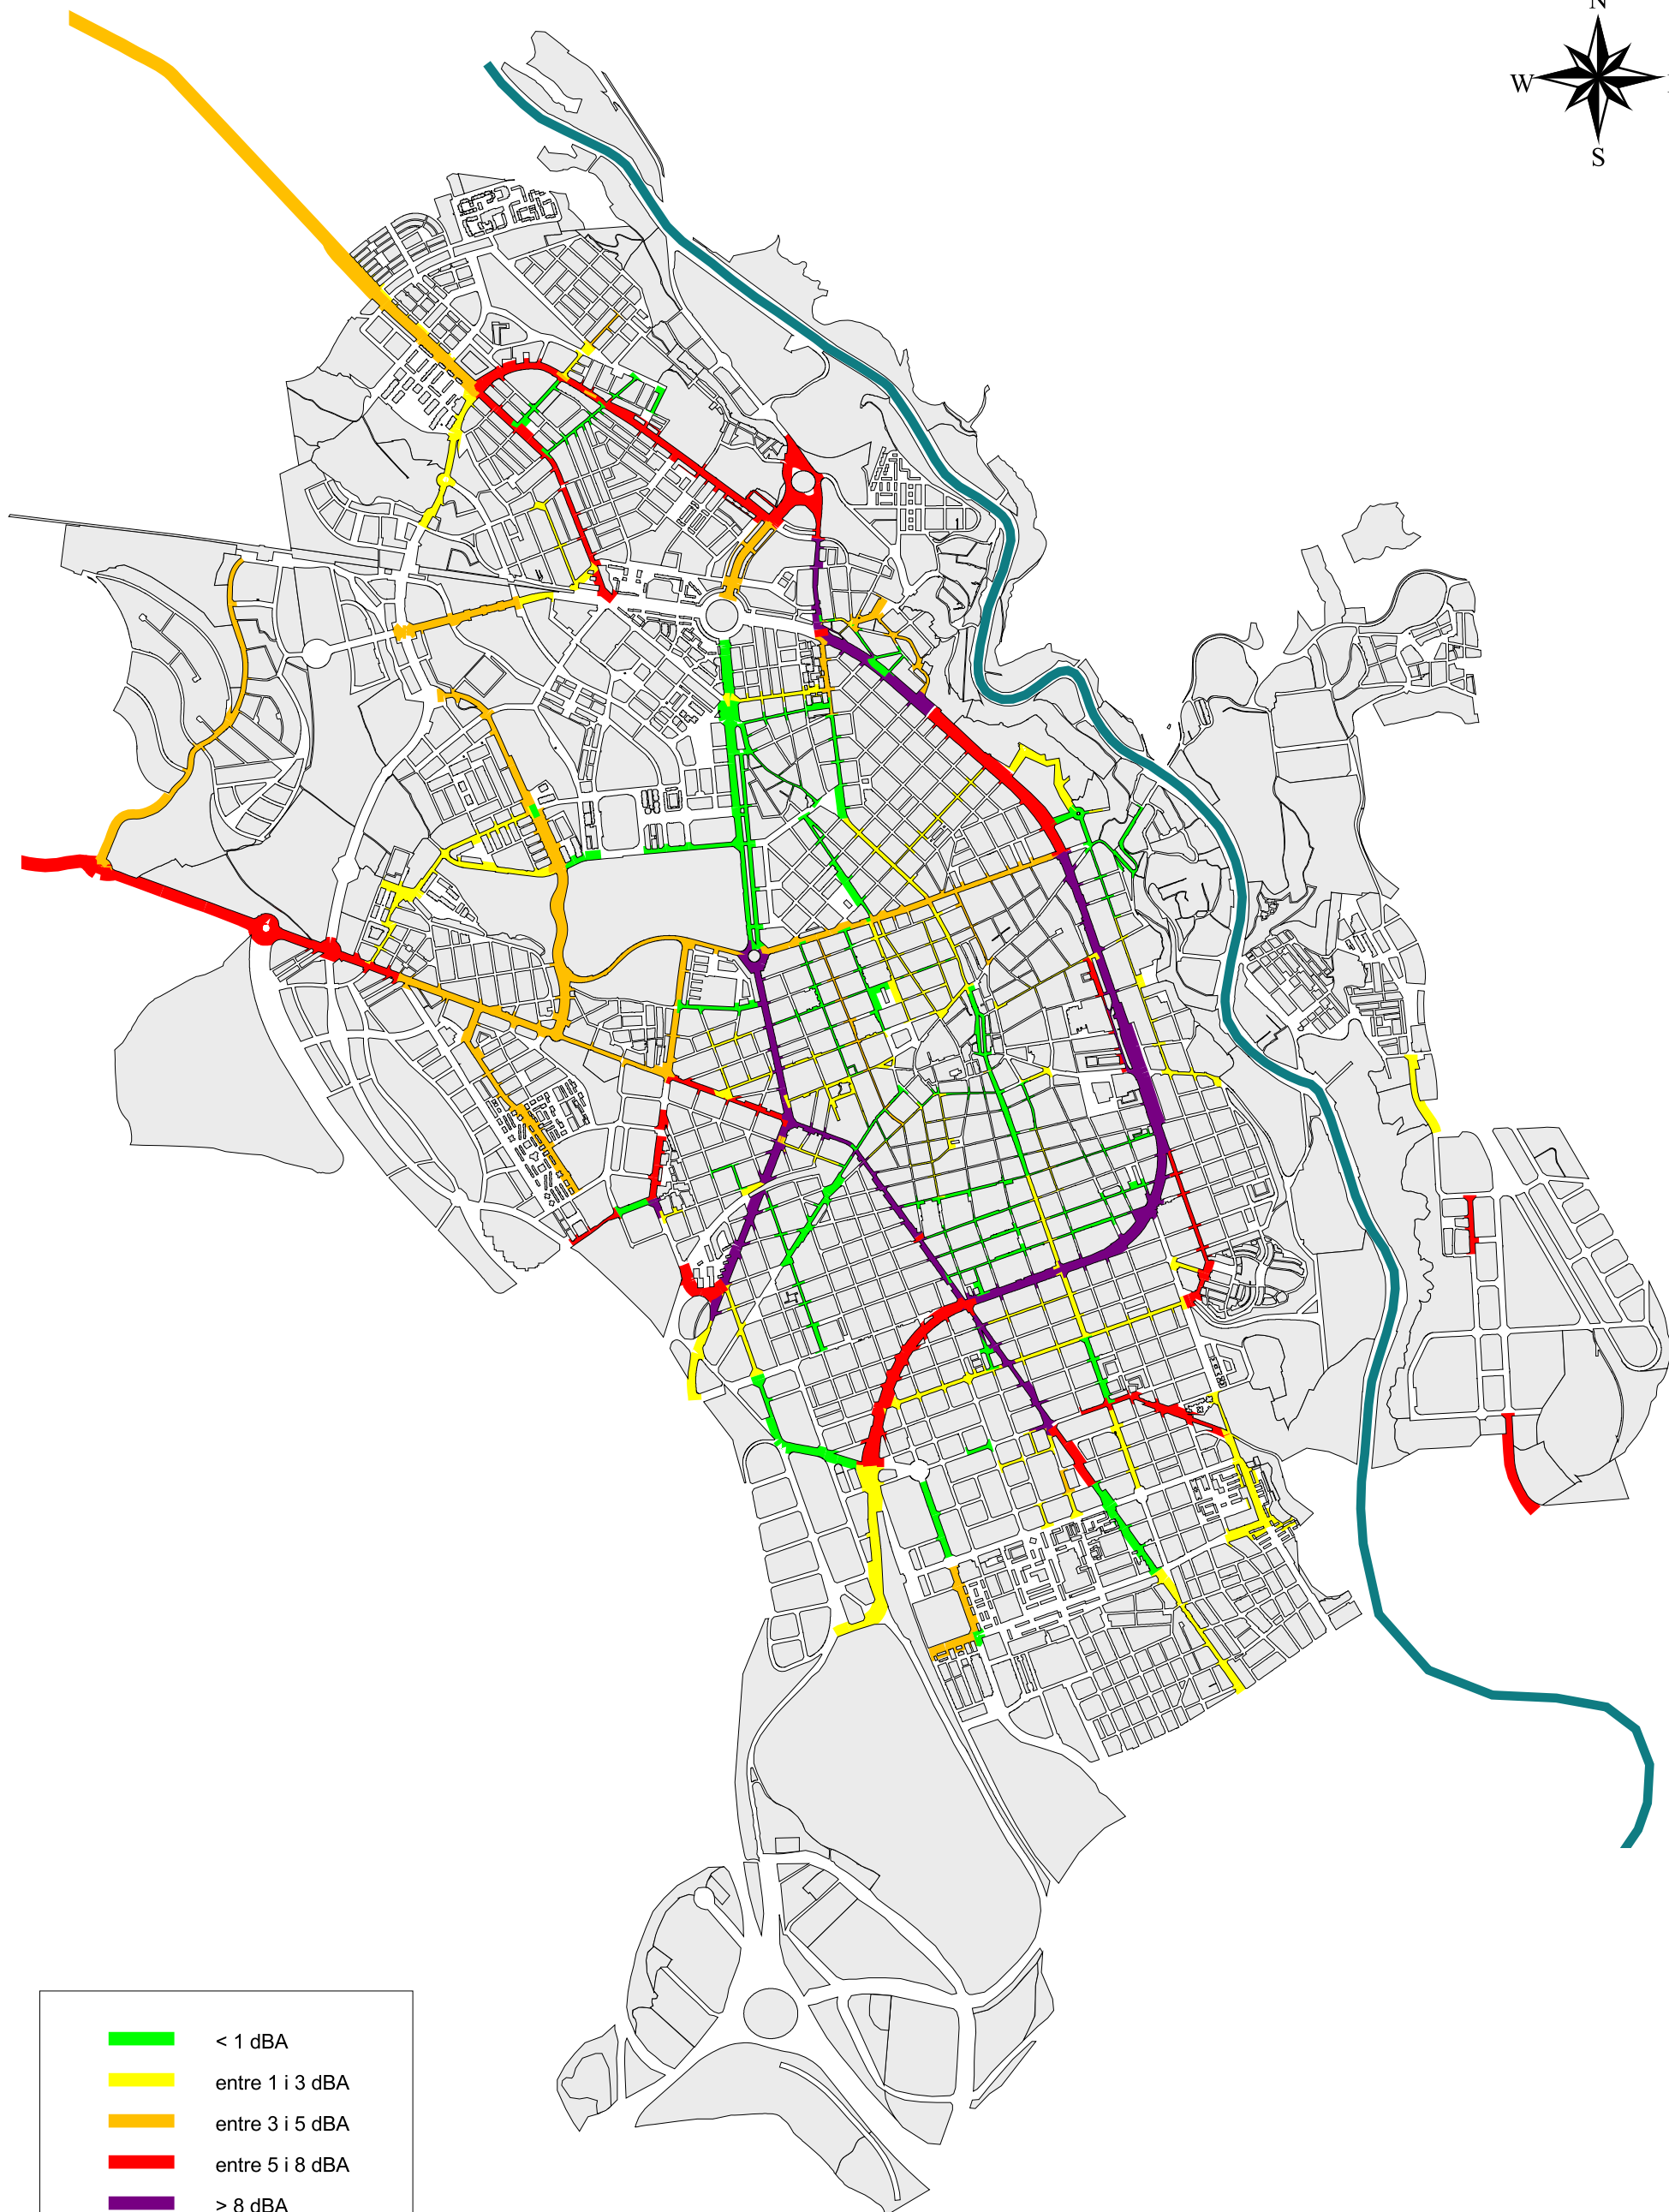 N
W
S
< 1 dBA
entre 1 i 3 dBA
entre 3 i 5 dBA
entre 5 i 8 dBA
> 8 dBA